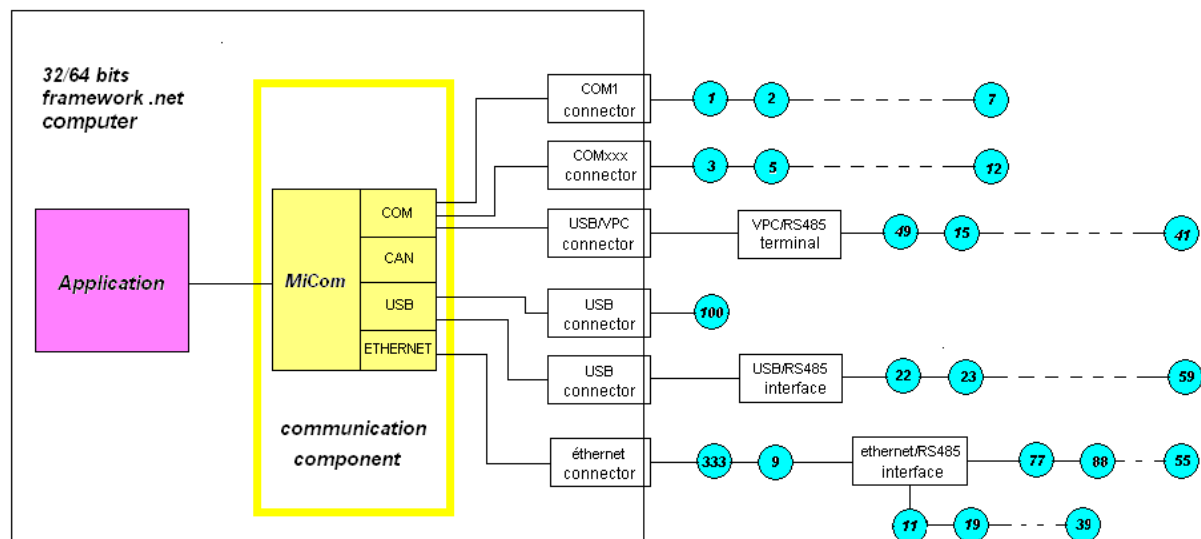 32/64 bits
framework .net
computer
Application
MiCom
COM
CAN
USB
ETHERNET
communication
component
COM1
connector
1
2
7
COMxxx
connector
3
5
12
USB/VPC
connector
VPC/RS485
terminal
49
15
41
USB
connector
100
USB
connector
USB/RS485
interface
22
23
59
éthernet
connector
333
9
ethernet/RS485
interface
77
88
55
11
19
39